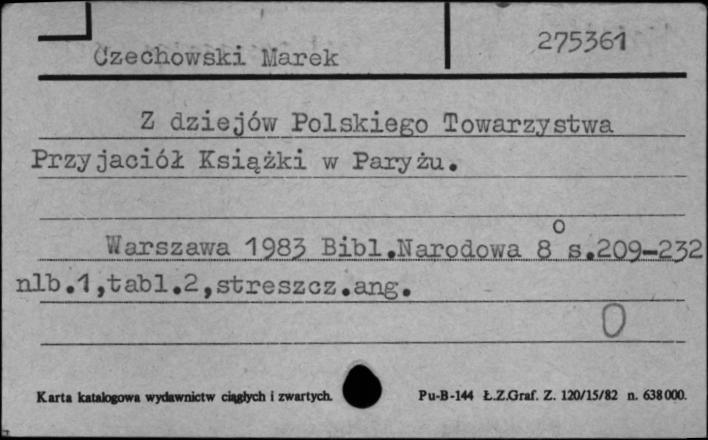 Czechowski Marek 275361
Z dziejów Polskiego Towarzystwa
Przyjaciół Książki w Paryżu.
Warszawa 1983 Bibl.Narodowa 8° s.209-232
nlb.1,tabl.2,streszcz.ang.
O
Karta katalogowa wydawnictw ciągłych i zwartych. Pu-B-144 Ł.Z.Graf. Z. 120/15/82 n. 638000.